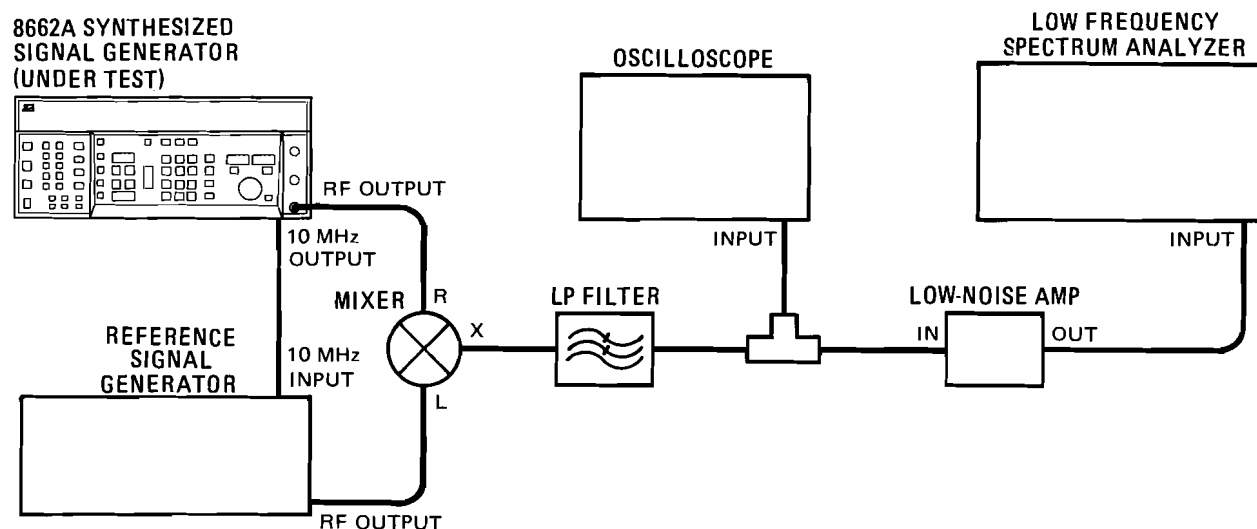 8662A SYNTHESIZED
SIGNAL GENERATOR
(UNDER TEST)
OSCILLOSCOPE
LOW FREQUENCY
SPECTRUM ANALYZER
RF OUTPUT
10 MHz
OUTPUT
INPUT
INPUT
MIXER
R
X
L
LP FILTER
LOW-NOISE AMP
IN
OUT
REFERENCE
SIGNAL
GENERATOR
10 MHz
INPUT
RF OUTPUT